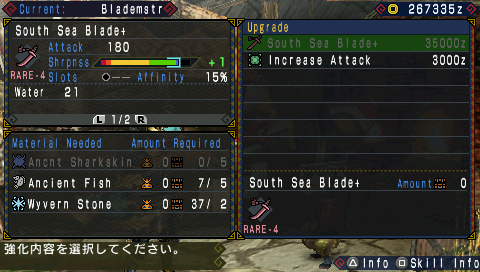 Current: Blademstr
267335z
South Sea Blade+
Attack 180
Shrpnss +1
Slots Affinity 15%
RARE-4
Water 21
L 1/2 R
Material Needed Amount Required
Ancnt Sharkskin 0/ 5
Ancient Fish 0 7/ 5
Wyvern Stone 0 37/ 2
Upgrade
South Sea Blade+ 35000z
Increase Attack 3000z
South Sea Blade+ Amount 0
RARE-4
強化内容を選択してください。
Info Skill Info